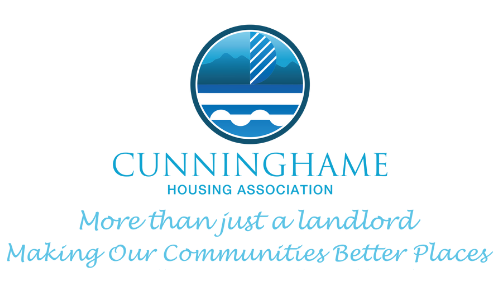 CUNNINGHAME
HOUSING ASSOCIATION
More than just a landlord
Making Our Communities Better Places